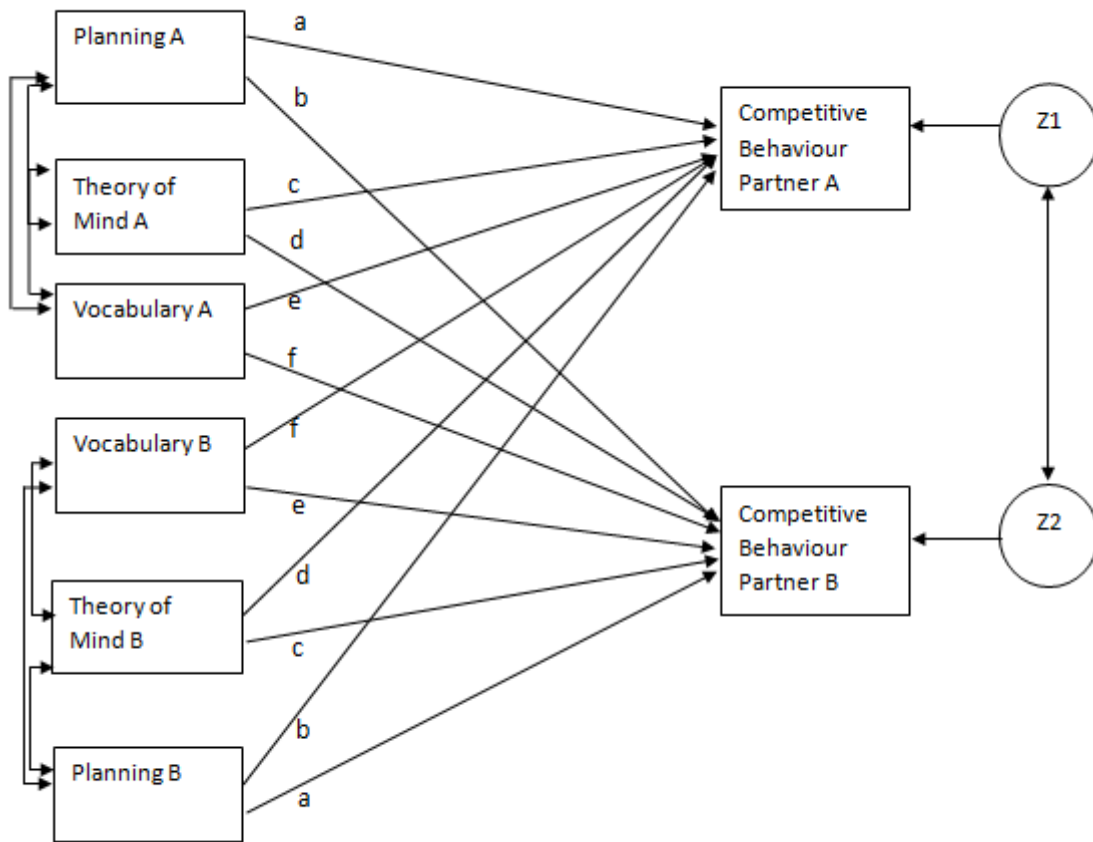 Planning A
a
b
Theory of
Mind A
c
d
Vocabulary A
e
f
Vocabulary B
f
e
Theory of
Mind B
d
c
Planning B
b
a
Competitive
Behaviour
Partner A
Z1
Competitive
Behaviour
Partner B
Z2